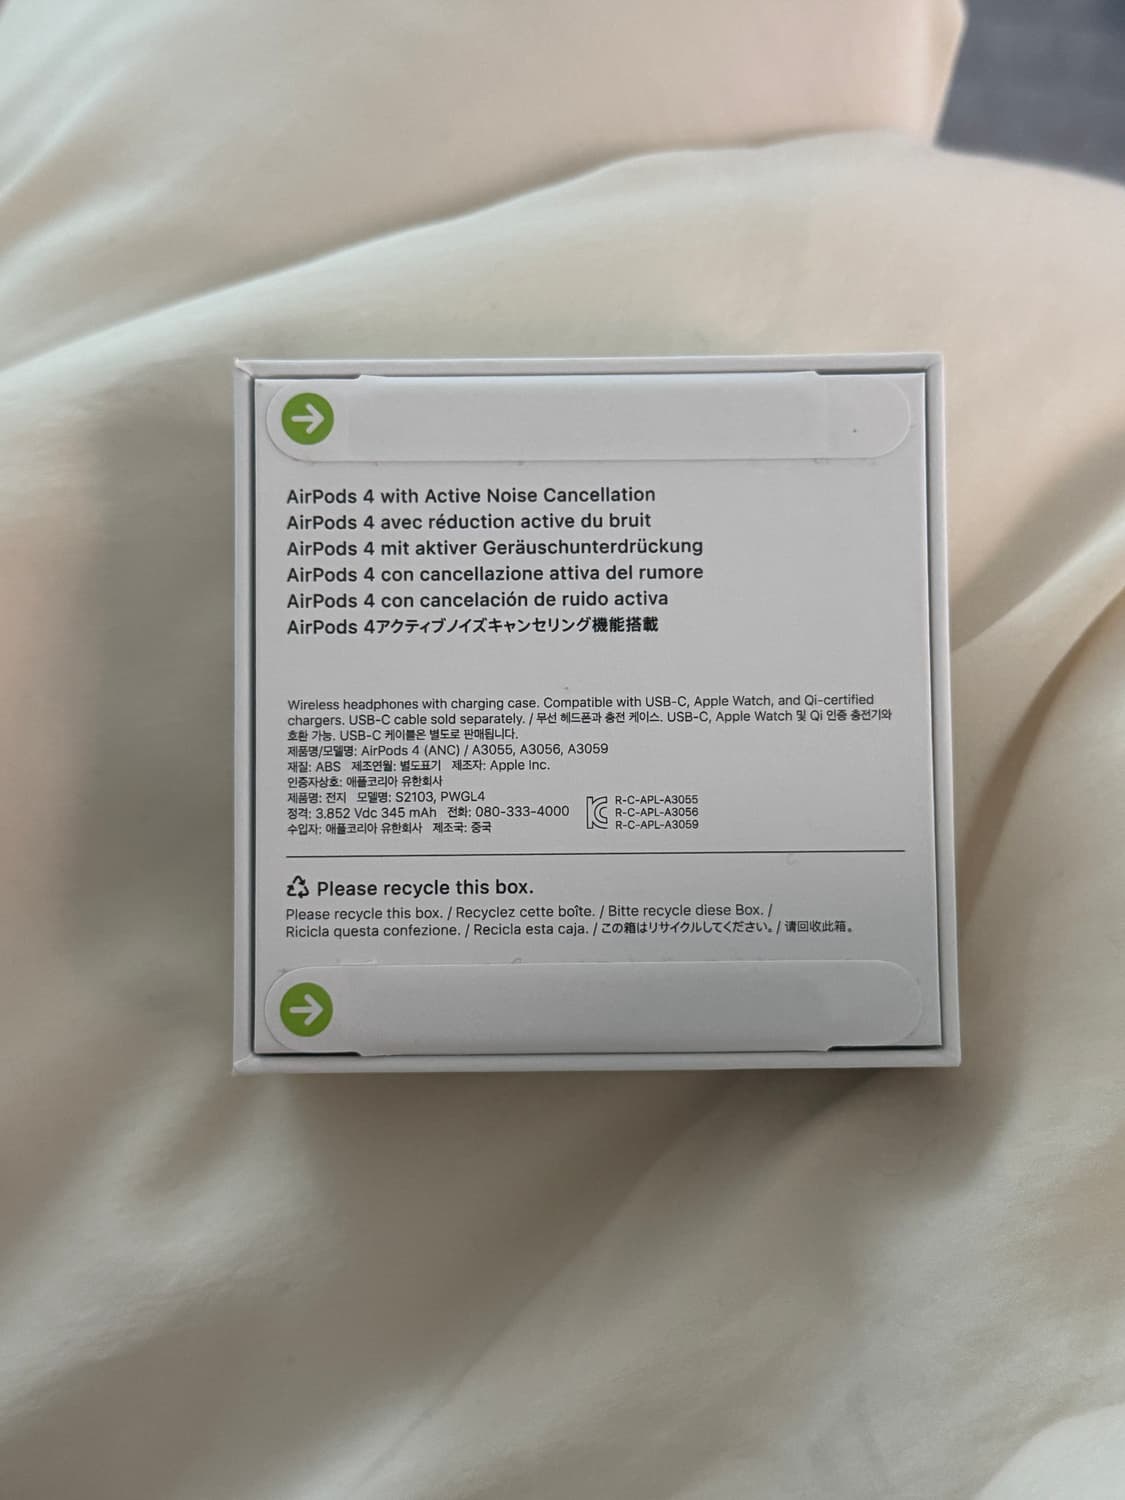 AirPods 4 with Active Noise Cancellation
AirPods 4 avec réduction active du bruit
AirPods 4 mit aktiver Geräuschunterdrückung
AirPods 4 con cancellazione attiva del rumore
AirPods 4 con cancelación de ruido activa
AirPods 4アクティブノイズキャンセリング機能搭載
Wireless headphones with charging case. Compatible with USB-C, Apple Watch, and Qi-certified
chargers. USB-C cable sold separately. / 무선 헤드폰과 충전 케이스. USB-C, Apple Watch 및 Qi 인증 충전기와
호환 가능. USB-C 케이블은 별도로 판매됩니다.
제품명/모델명: AirPods 4 (ANC) / A3055, A3056, A3059
재질: ABS 제조연월: 별도표기 제조자: Apple Inc.
인증자상호: 애플코리아 유한회사
제품명: 전지 모델명: S2103, PWGL4
정격: 3.852 Vdc 345 mAh 전화: 080-333-4000
수입자: 애플코리아 유한회사 제조국: 중국
R-C-APL-A3055
R-C-APL-A3056
R-C-APL-A3059
Please recycle this box.
Please recycle this box. / Recyclez cette boîte. / Bitte recycle diese Box. /
Ricicla questa confezione. / Recicla esta caja. / この箱はリサイクルしてください。/ 请回收此箱。